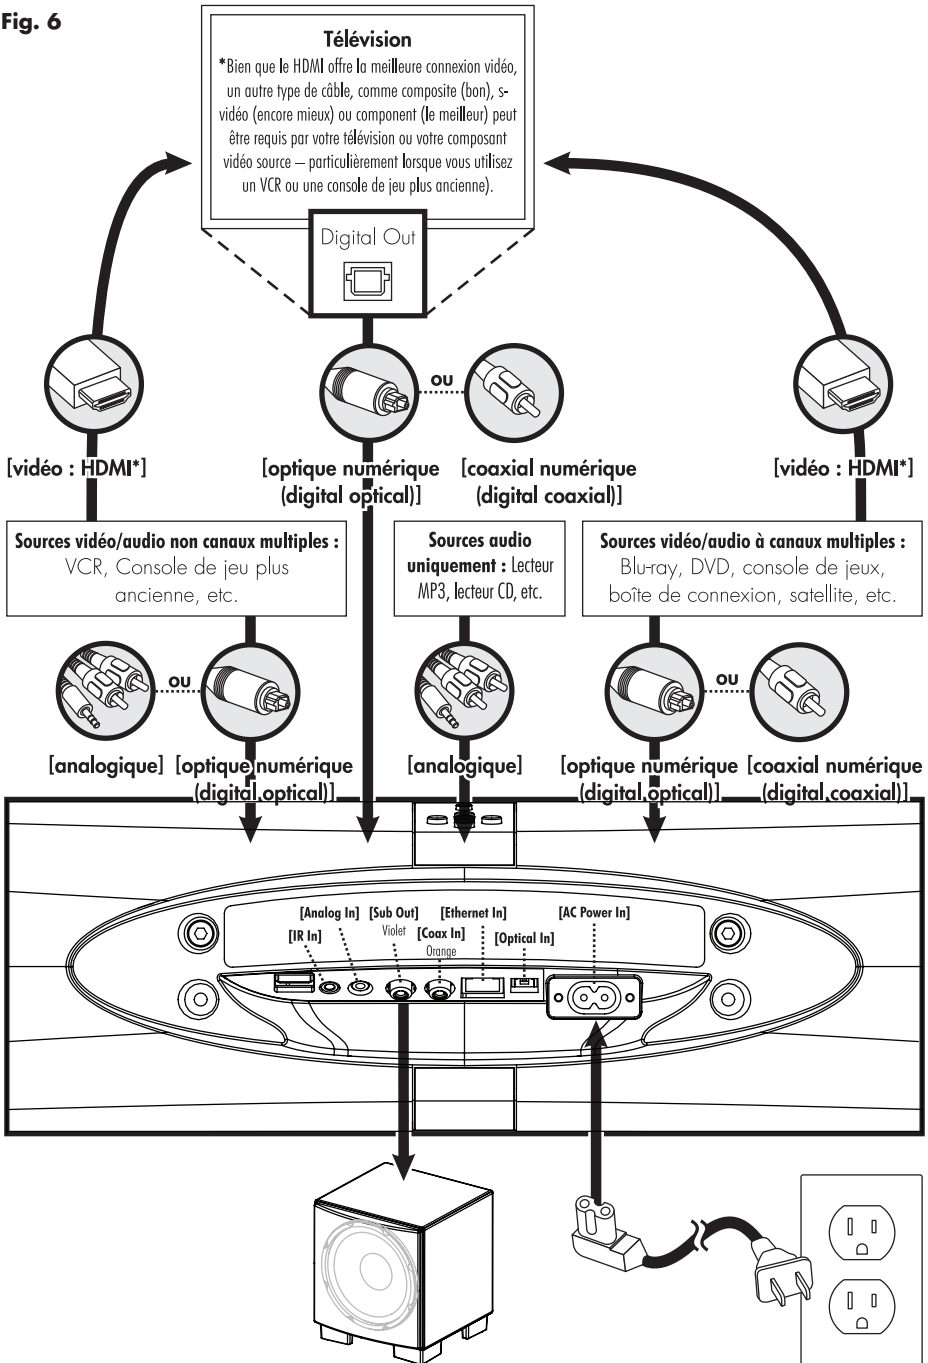 Fig. 6
Télévision
*Bien que le HDMI offre la meilleure connexion vidéo,
un autre type de câble, comme composite (bon), s-
vidéo (encore mieux) ou component (le meilleur) peut
être requis par votre télévision ou votre composant
vidéo source – particulièrement lorsque vous utilisez
un VCR ou une console de jeu plus ancienne).
Digital Out
ou
[vidéo : HDMI*]
[optique numérique
(digital optical)]
[coaxial numérique
(digital coaxial)]
[vidéo : HDMI*]
Sources vidéo/audio non canaux multiples :
VCR, Console de jeu plus
ancienne, etc.
Sources audio
uniquement : Lecteur
MP3, lecteur CD, etc.
Sources vidéo/audio à canaux multiples :
Blu-ray, DVD, console de jeux,
boîte de connexion, satellite, etc.
ou
ou
[analogique]
[optique numérique
(digital optical)]
[analogique]
[optique numérique
(digital optical)]
[coaxial numérique
(digital coaxial)]
[IR In]
[Analog In]
[Sub Out]
Violet
[Coax In]
Orange
[Ethernet In]
[Optical In]
[AC Power In]